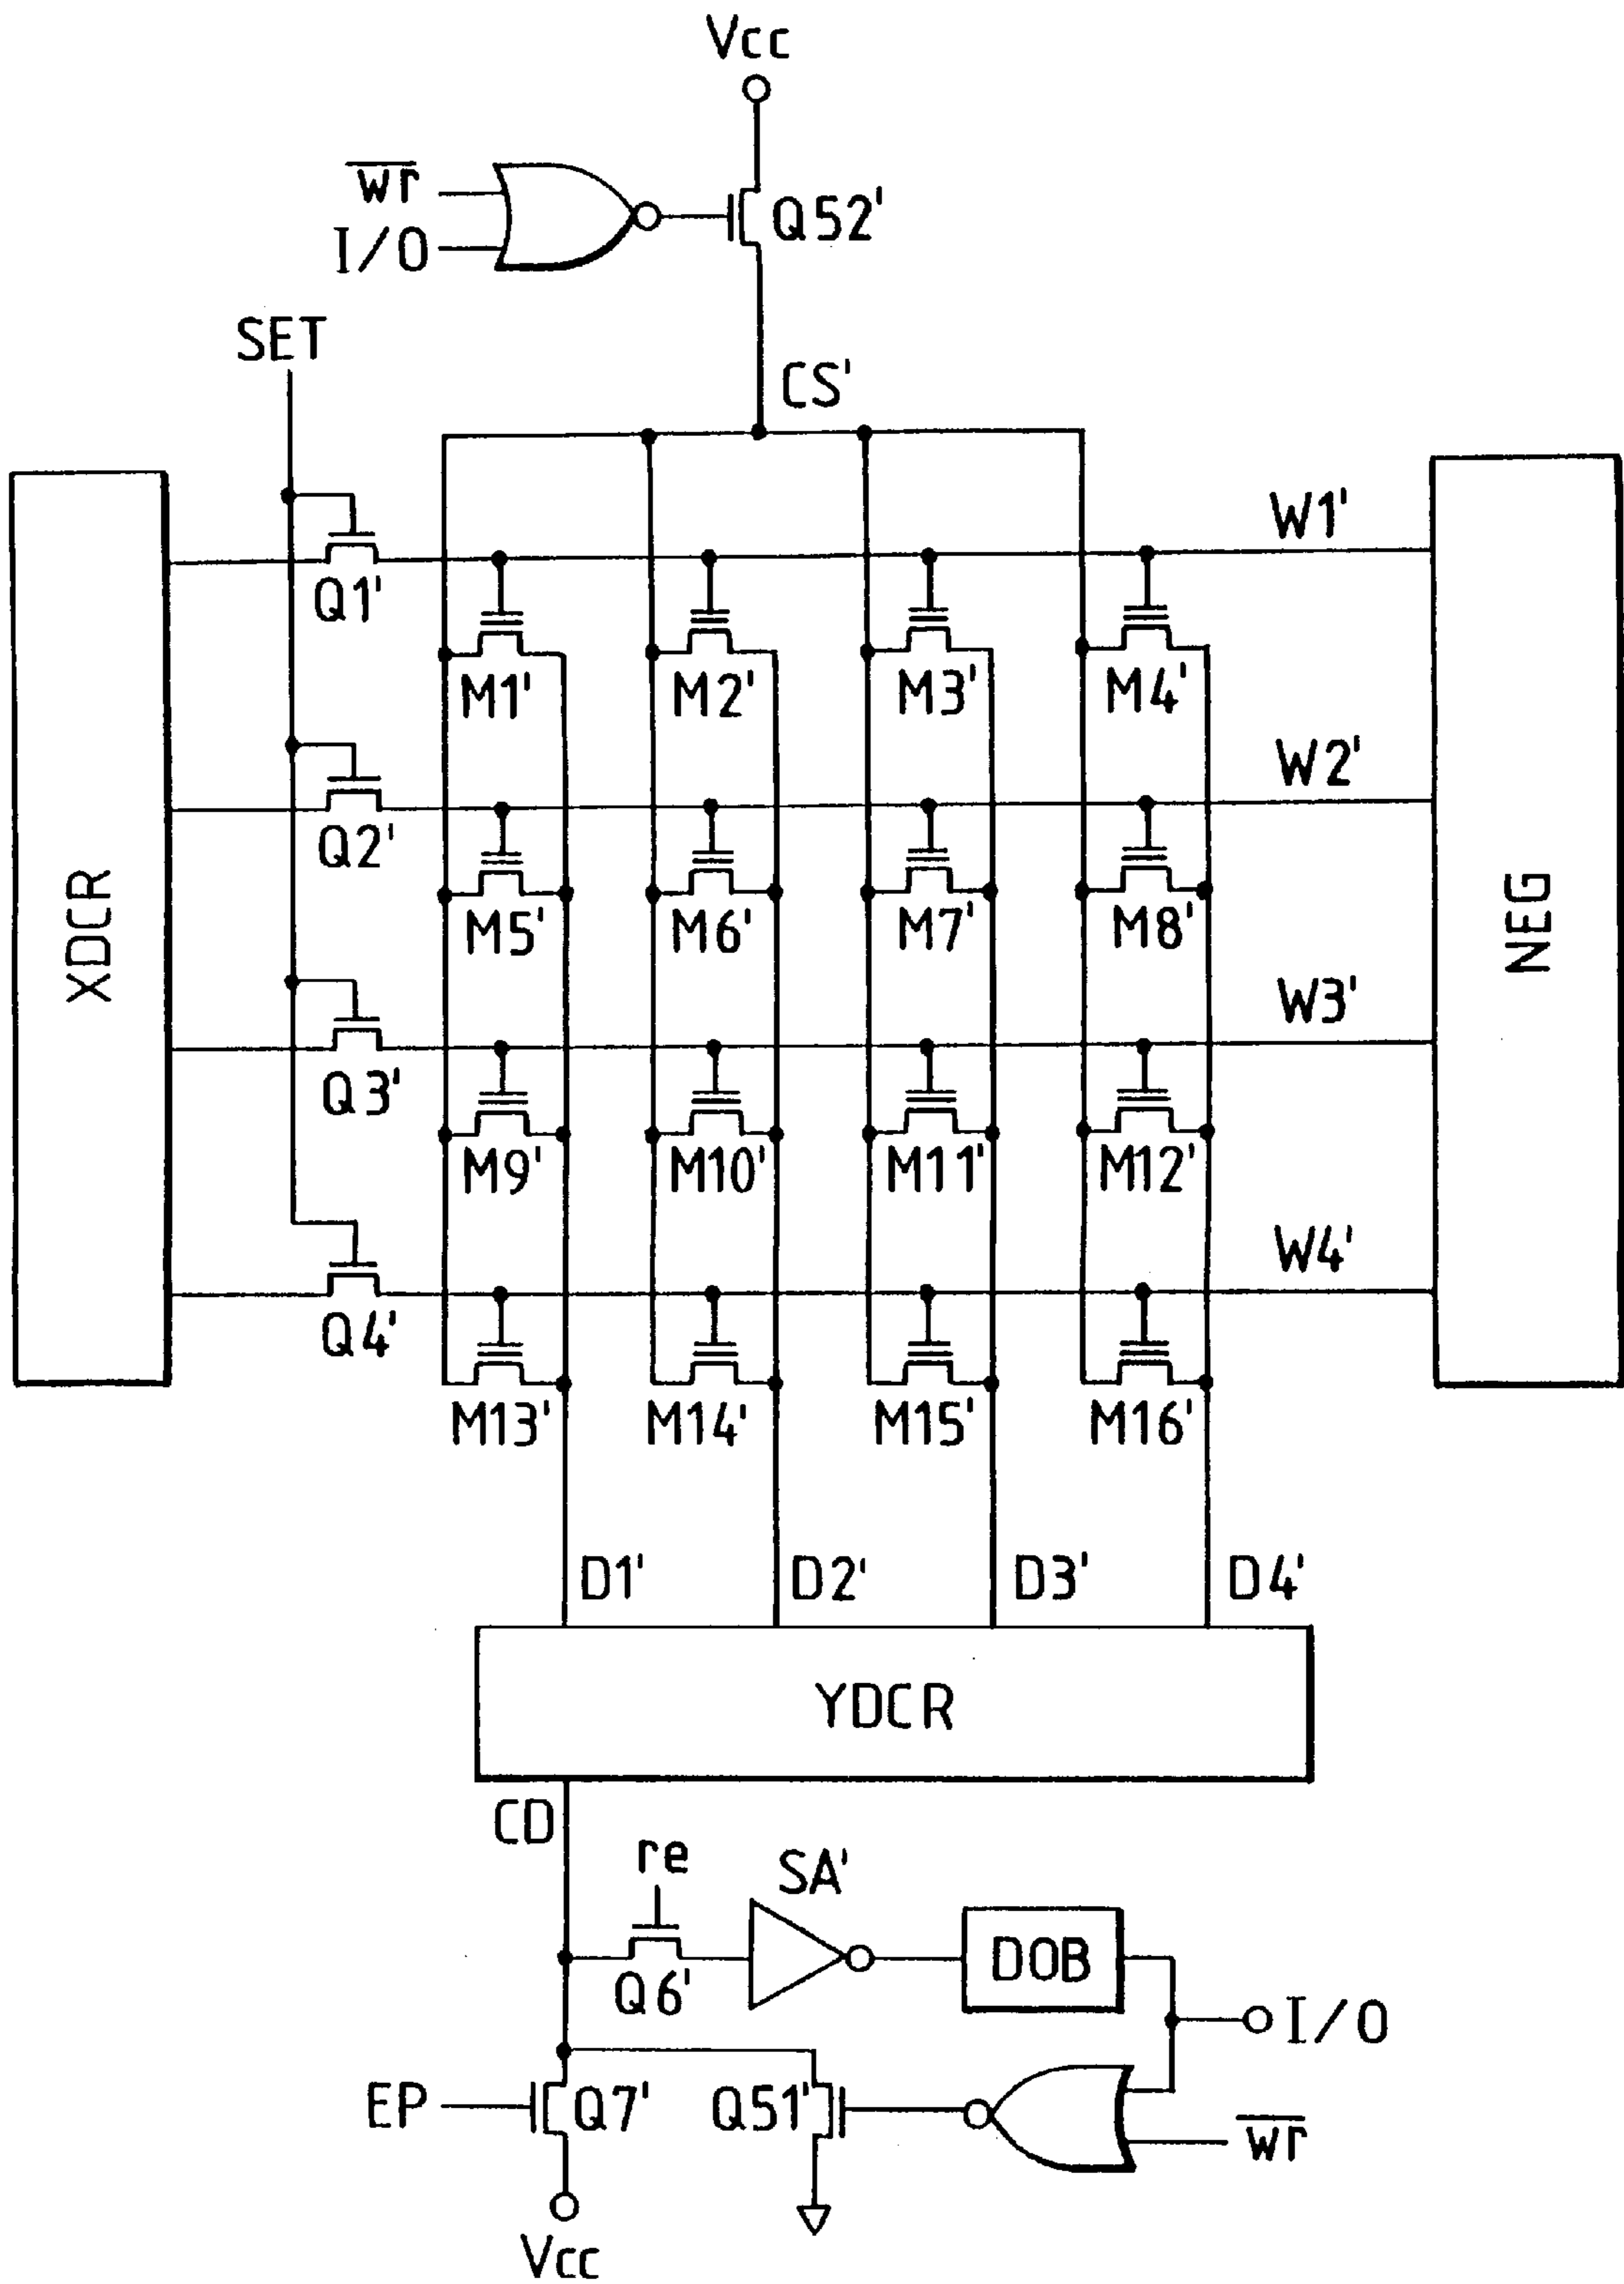 Vcc
w̅r̅
I/O
Q52'
SET
CS'
W1'
Q1'
M1'
M2'
M3'
M4'
W2'
Q2'
M5'
M6'
M7'
M8'
XDCR
NEG
W3'
Q3'
M9'
M10'
M11'
M12'
W4'
Q4'
M13'
M14'
M15'
M16'
D1'
D2'
D3'
D4'
YDCR
CD
re
SA'
Q6'
DOB
I/O
EP
Q7'
Q51'
w̅r̅
Vcc